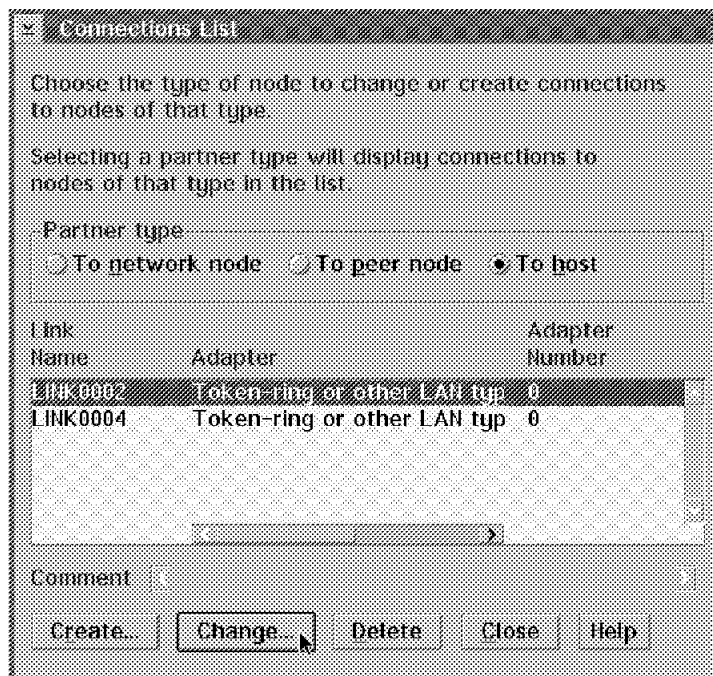 Connections List
Choose the type of node to change or create connections
to nodes of that type.
Selecting a partner type will display connections to
nodes of that type in the list.
Partner type
To network node To peer node To host
Link Adapter
Name Adapter Number
LINK0002 Token-ring or other LAN typ 0
LINK0004 Token-ring or other LAN typ 0
Comment
Create... Change... Delete Close Help